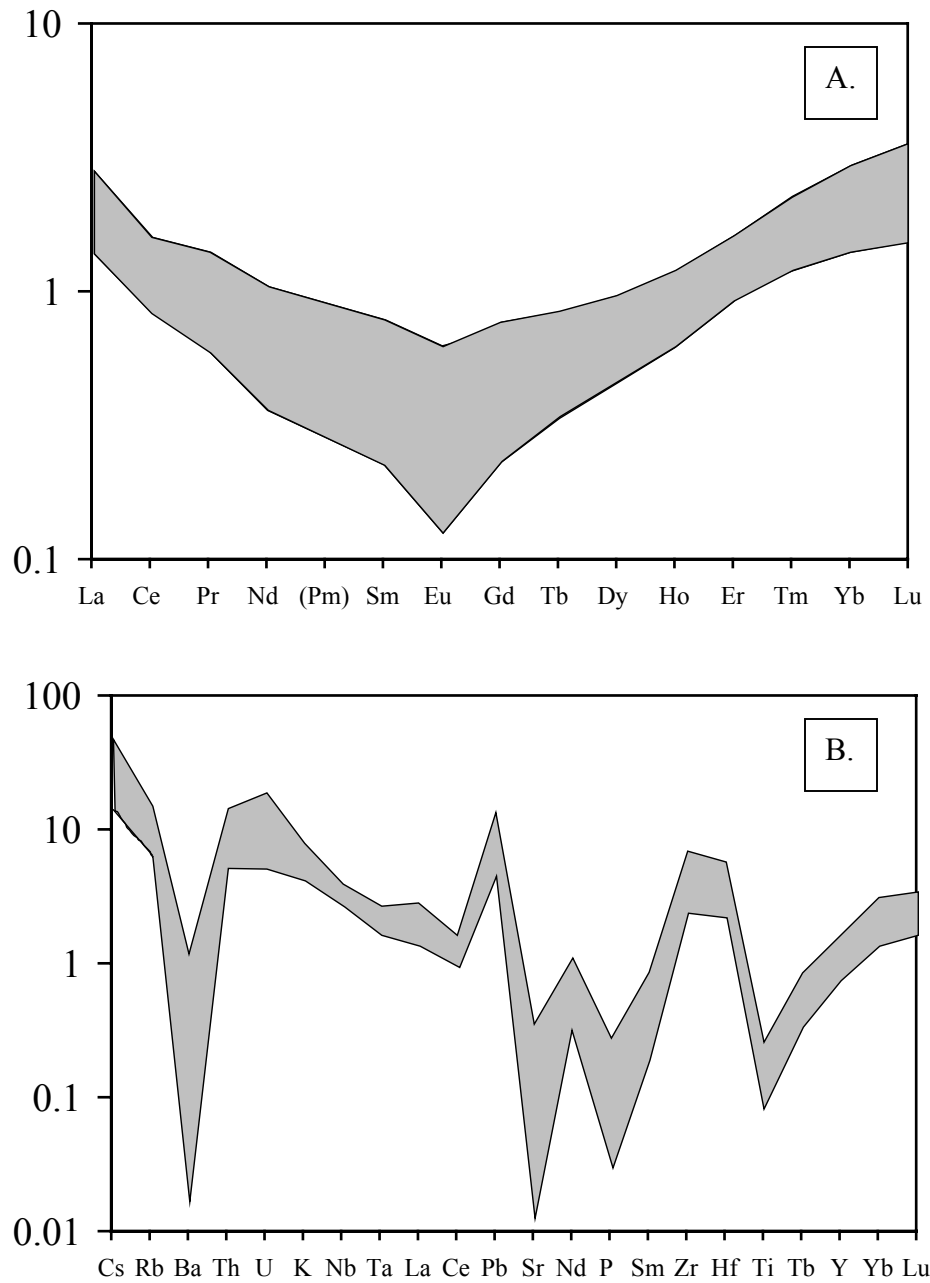 10
A.
1
0.1
La Ce Pr Nd (Pm) Sm Eu Gd Tb Dy Ho Er Tm Yb Lu
100
B.
10
1
0.1
0.01
Cs Rb Ba Th U K Nb Ta La Ce Pb Sr Nd P Sm Zr Hf Ti Tb Y Yb Lu